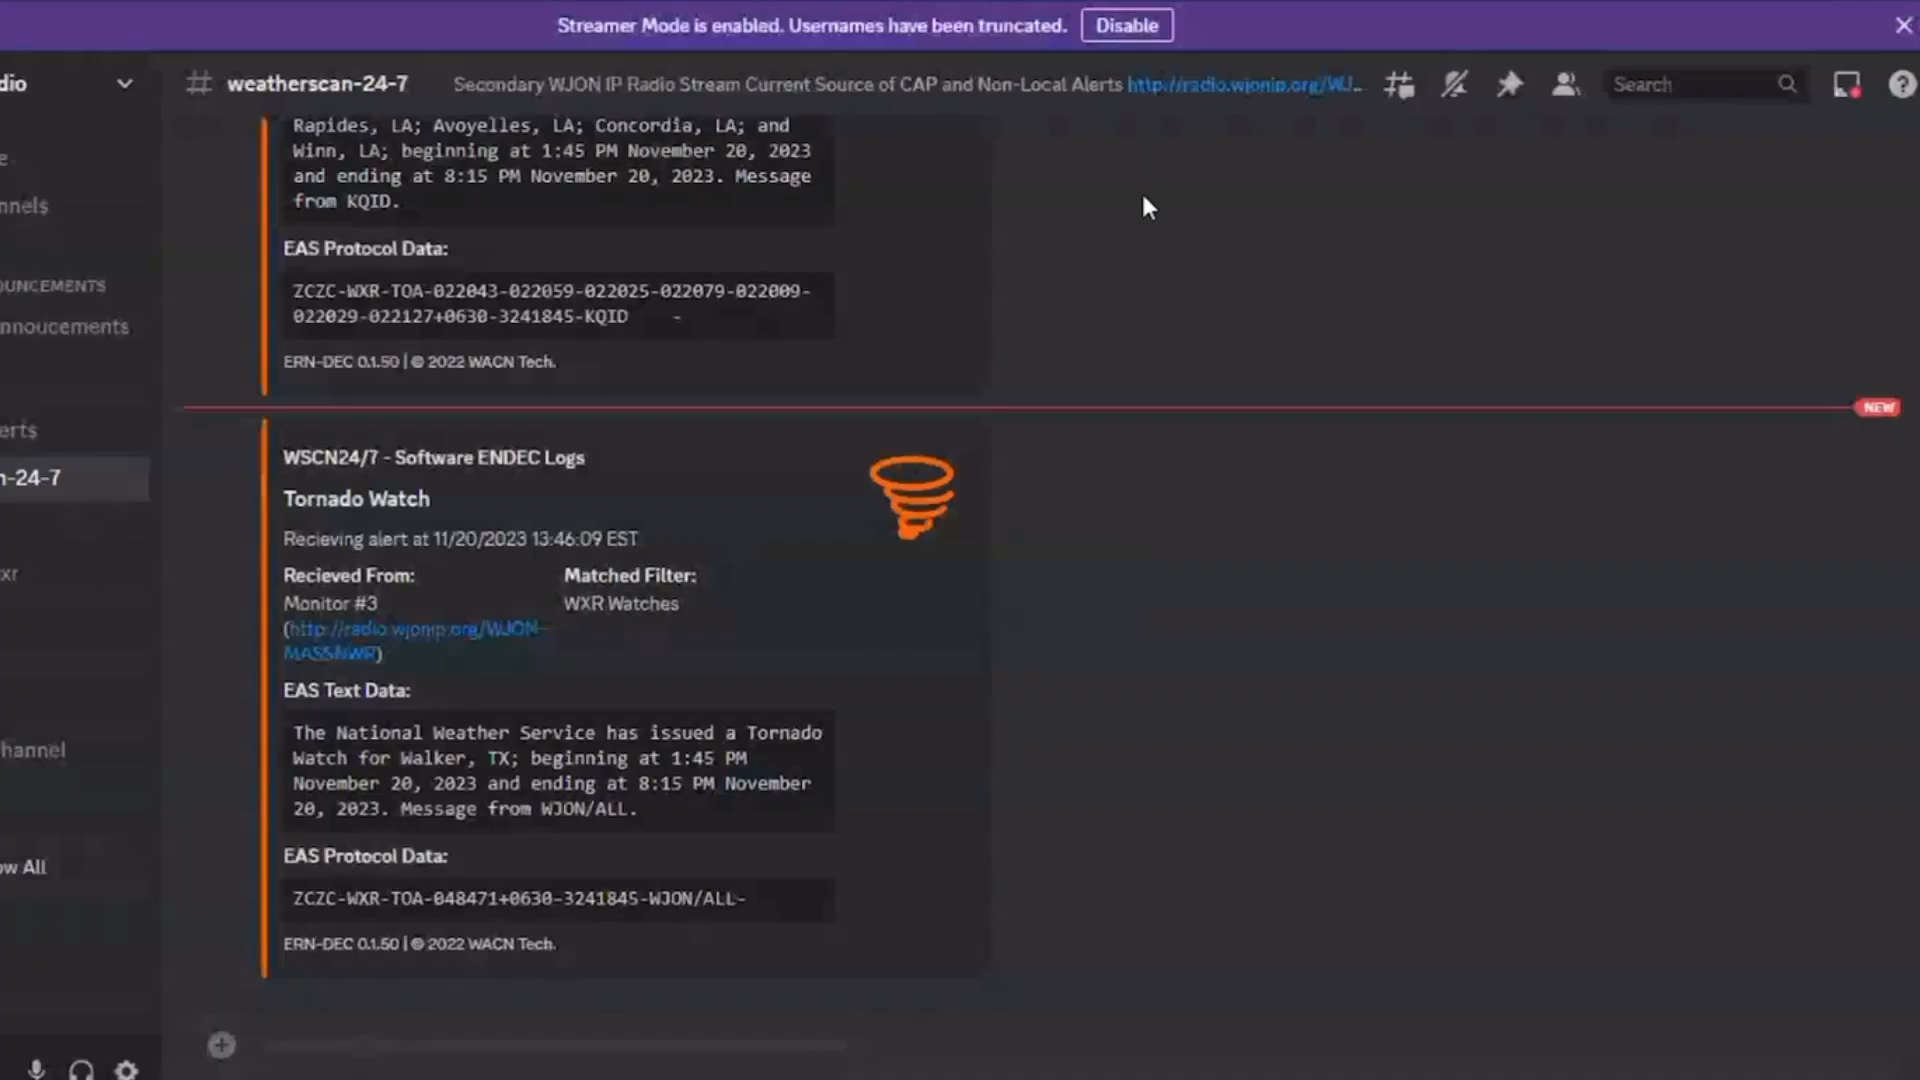 Streamer Mode is enabled. Usernames have been truncated. Disable
dio
# weatherscan-24-7 Secondary WJON IP Radio Stream Current Source of CAP and Non-Local Alerts http://radio.wjonip.org/WJ... Search
Rapides, LA; Avoyelles, LA; Concordia, LA; and
Winn, LA; beginning at 1:45 PM November 20, 2023
and ending at 8:15 PM November 20, 2023. Message
from KQID.
EAS Protocol Data:
ZCZC-WXR-TOA-022043-022059-022025-022079-022009-
022029-022127+0630-3241845-KQID    -
ERN-DEC 0.1.50 | © 2022 WACN Tech.
NEW
WSCN24/7 - Software ENDEC Logs
Tornado Watch
Recieving alert at 11/20/2023 13:46:09 EST
Recieved From: Matched Filter:
Monitor #3 WXR Watches
(http://radio.wjonip.org/WJON-
MASSNWR)
EAS Text Data:
The National Weather Service has issued a Tornado
Watch for Walker, TX; beginning at 1:45 PM
November 20, 2023 and ending at 8:15 PM November
20, 2023. Message from WJON/ALL.
EAS Protocol Data:
ZCZC-WXR-TOA-048471+0630-3241845-WJON/ALL-
ERN-DEC 0.1.50 | © 2022 WACN Tech.
e
nnels
OUNCEMENTS
nnoucements
erts
n-24-7
xr
hannel
ow All